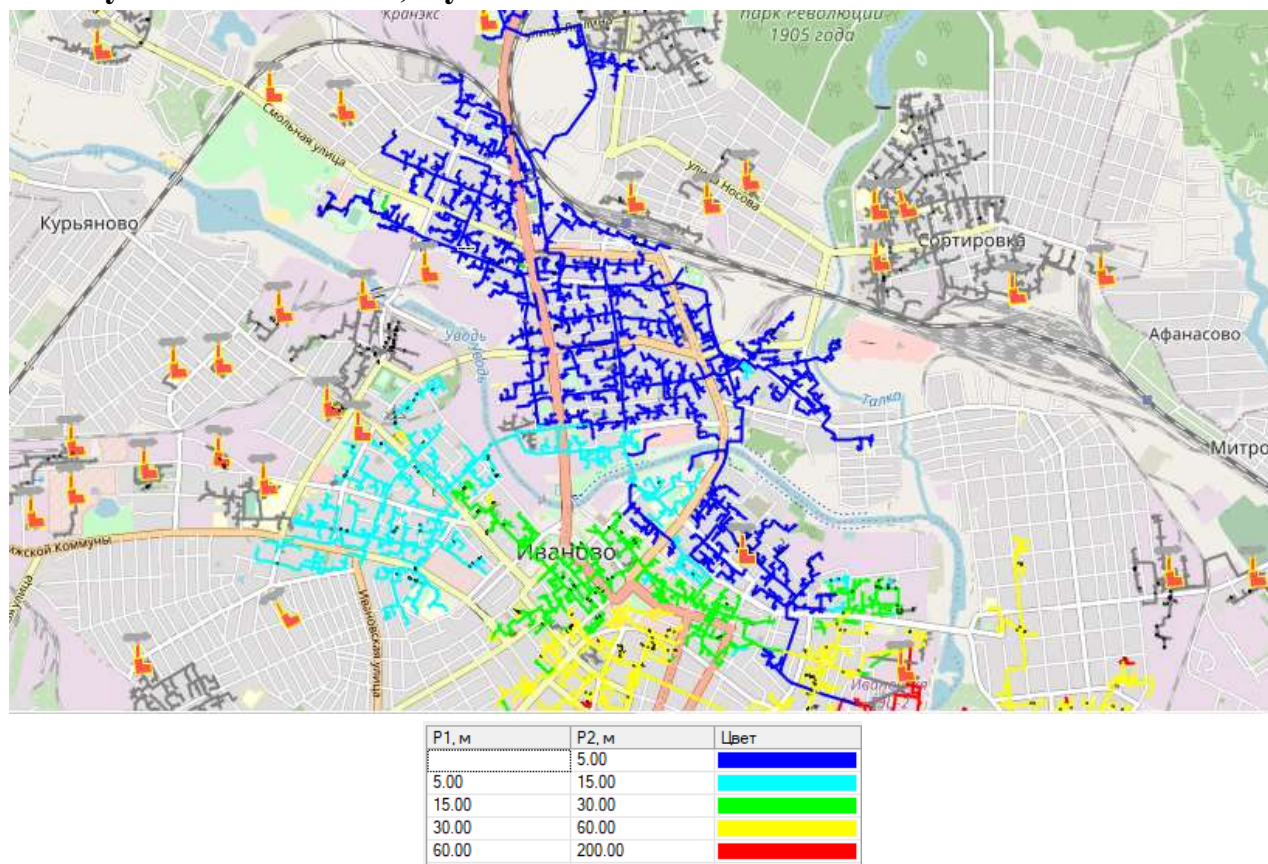 Кранэкс
парк Революции
1905 года
Смольная улица
улица Носова
Курьяново
Сортировка
Афанасово
Уводь
Уводь
Талка
Митро
Иваново
жской Коммуны
Ивановская улица
улица
P1, м P2, м Цвет
5.00
5.00 15.00
15.00 30.00
30.00 60.00
60.00 200.00